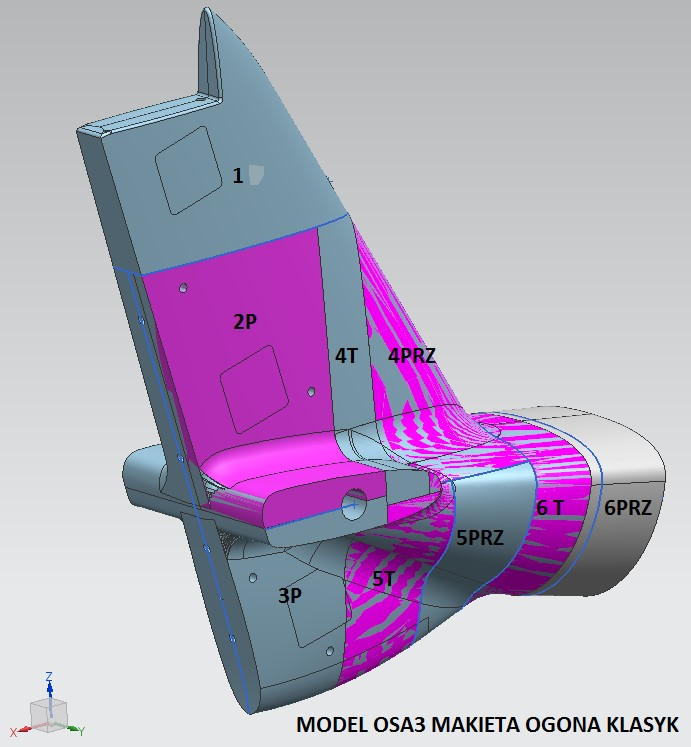 1
2P
4T
4PRZ
5PRZ
6 T
6PRZ
5T
3P
Z
X
Y
MODEL OSA3 MAKIETA OGONA KLASYK